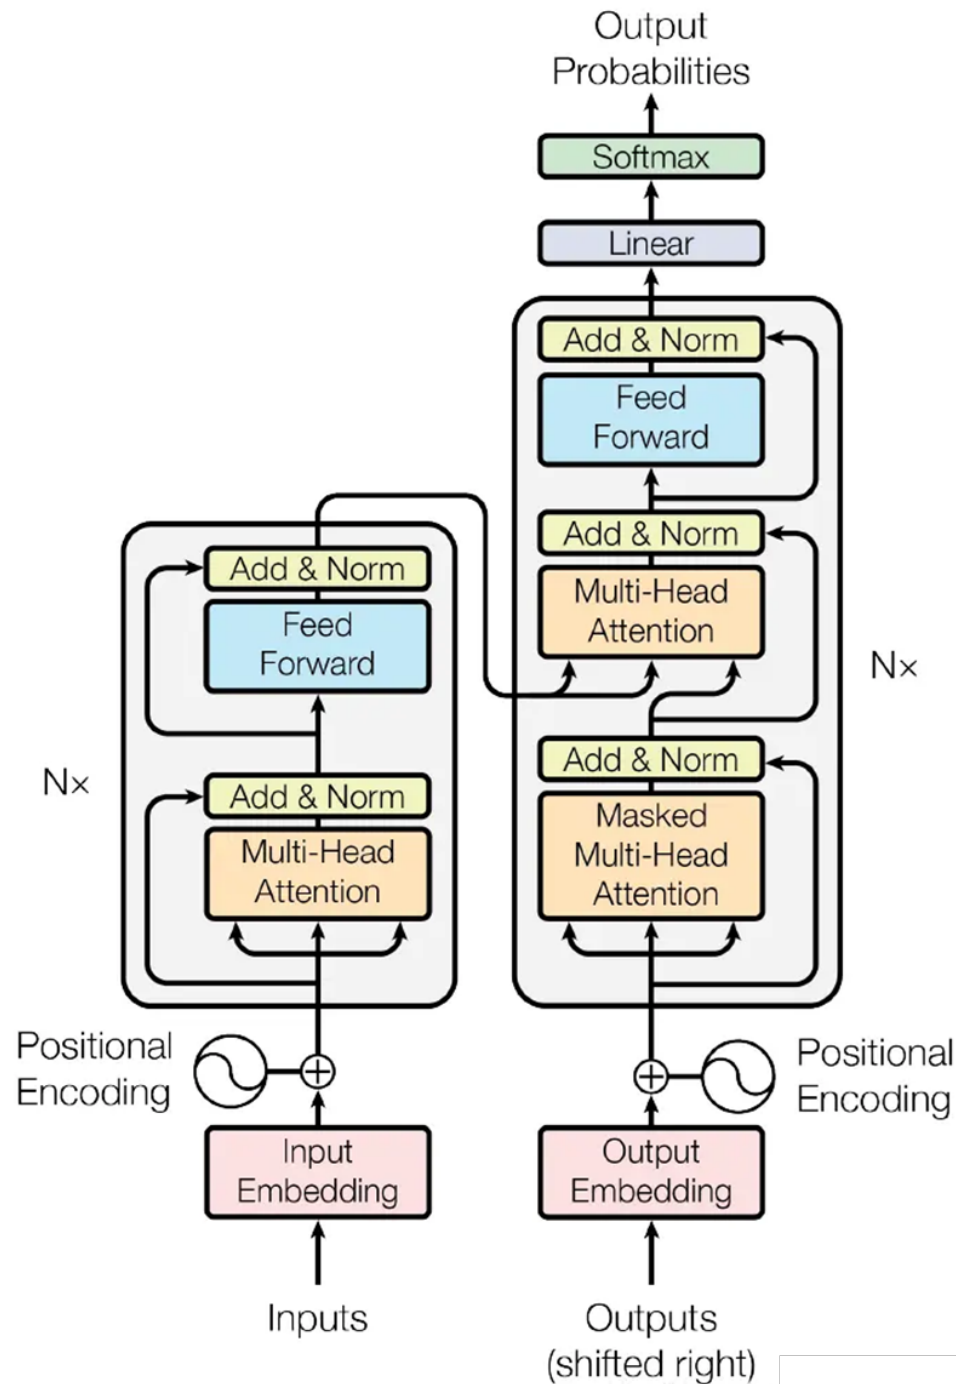 Output
Probabilities
Softmax
Linear
Add & Norm
Feed
Forward
Add & Norm
Multi-Head
Attention
Nx
Add & Norm
Masked
Multi-Head
Attention
Add & Norm
Feed
Forward
Nx
Add & Norm
Multi-Head
Attention
Positional
Encoding
Positional
Encoding
Input
Embedding
Output
Embedding
Inputs
Outputs
(shifted right)